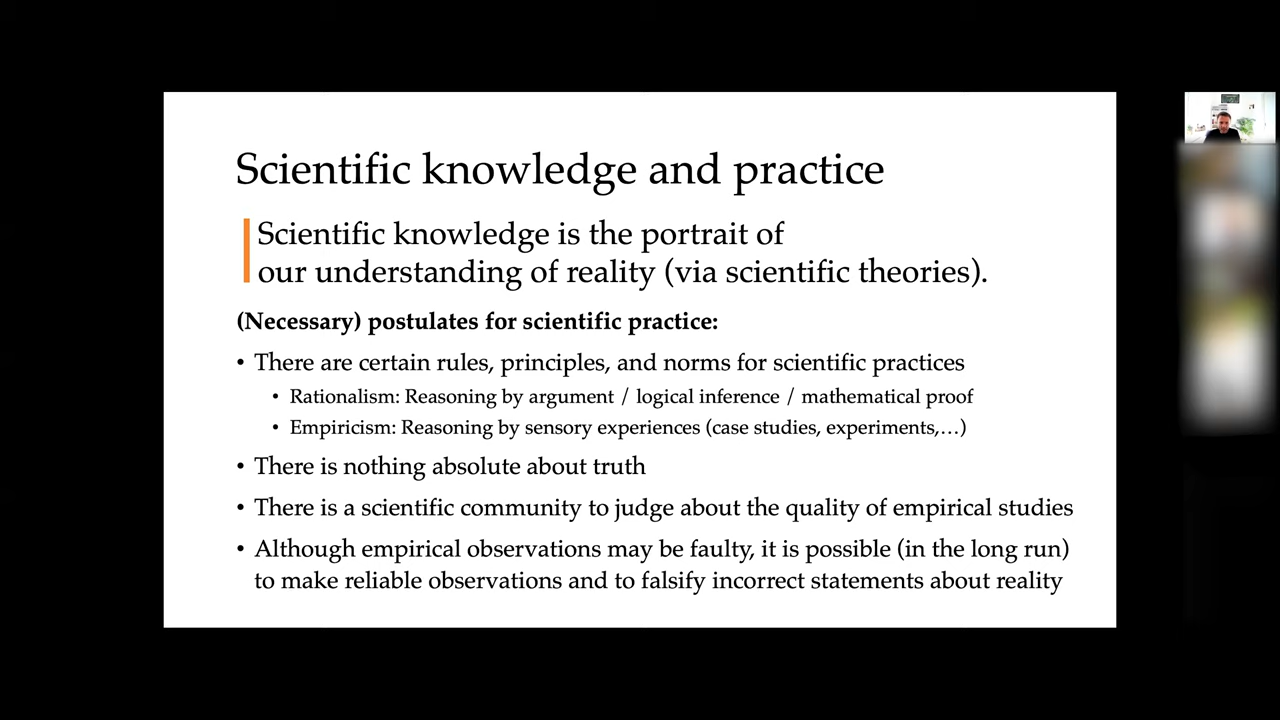 Scientific knowledge and practice
Scientific knowledge is the portrait of
our understanding of reality (via scientific theories).
(Necessary) postulates for scientific practice:
• There are certain rules, principles, and norms for scientific practices
• Rationalism: Reasoning by argument / logical inference / mathematical proof
• Empiricism: Reasoning by sensory experiences (case studies, experiments,…)
• There is nothing absolute about truth
• There is a scientific community to judge about the quality of empirical studies
• Although empirical observations may be faulty, it is possible (in the long run)
to make reliable observations and to falsify incorrect statements about reality